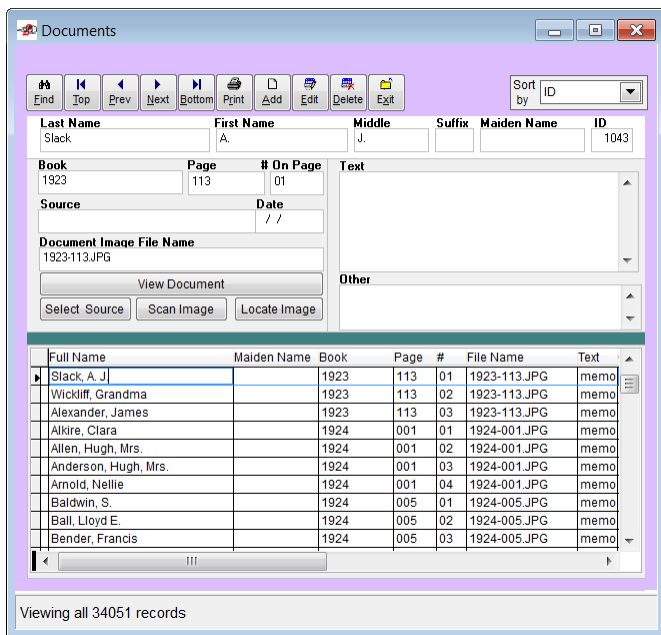 Documents
Find Top Prev Next Bottom Print Add Edit Delete Exit Sort by ID
Last Name First Name Middle Suffix Maiden Name ID
Slack A. J. 1043
Book Page # On Page Text
1923 113 01
Source Date
/ /
Document Image File Name
1923-113.JPG
View Document Other
Select Source Scan Image Locate Image
Full Name Maiden Name Book Page # File Name Text
Slack, A. J. 1923 113 01 1923-113.JPG memo
Wickliff, Grandma 1923 113 02 1923-113.JPG memo
Alexander, James 1923 113 03 1923-113.JPG memo
Alkire, Clara 1924 001 01 1924-001.JPG memo
Allen, Hugh, Mrs. 1924 001 02 1924-001.JPG memo
Anderson, Hugh, Mrs. 1924 001 03 1924-001.JPG memo
Arnold, Nellie 1924 001 04 1924-001.JPG memo
Baldwin, S. 1924 005 01 1924-005.JPG memo
Ball, Lloyd E. 1924 005 02 1924-005.JPG memo
Bender, Francis 1924 005 03 1924-005.JPG memo
Viewing all 34051 records